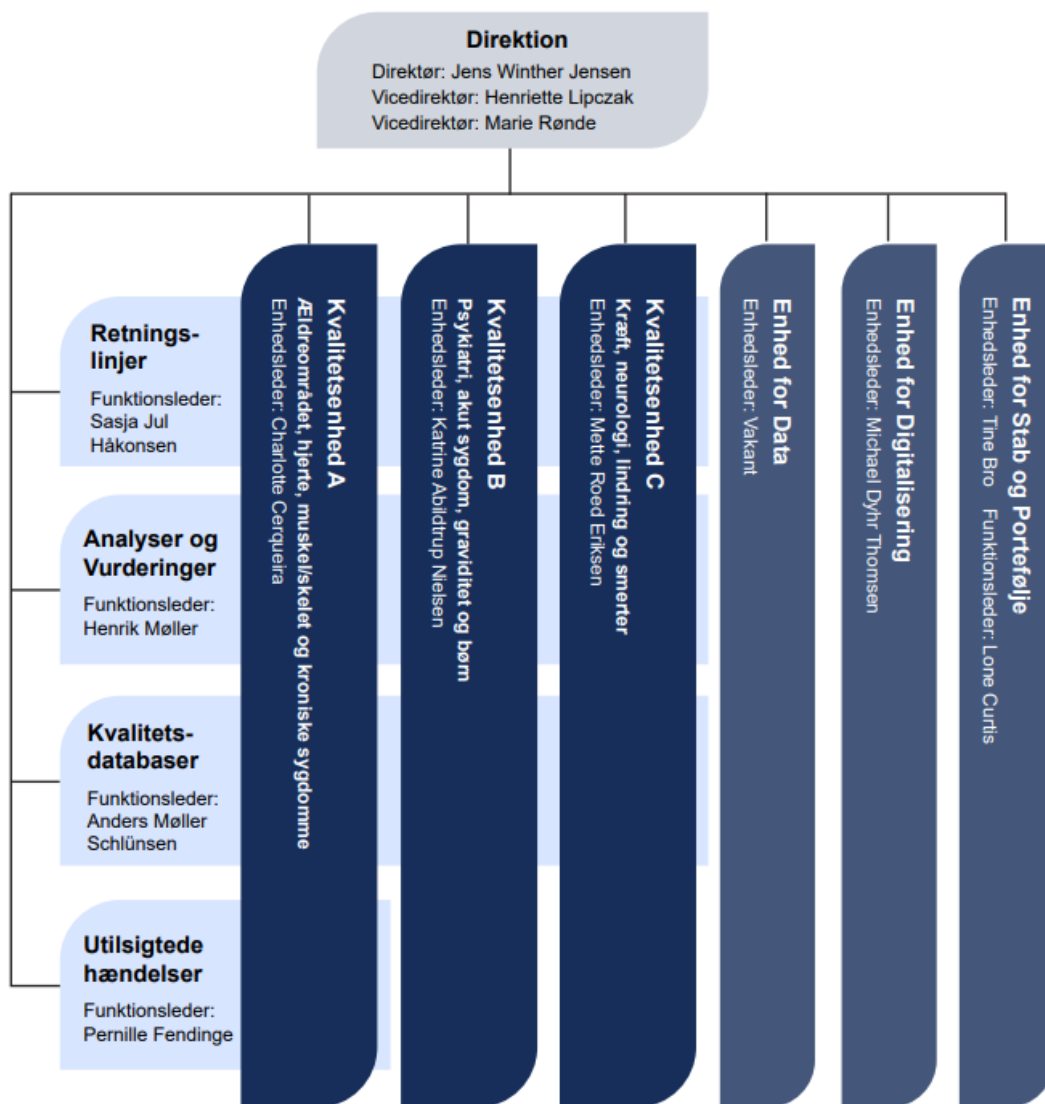 Direktion
Direktør: Jens Winther Jensen
Vicedirektør: Henriette Lipczak
Vicedirektør: Marie Rønde
Retnings-
linjer
Funktionsleder:
Sasja Jul
Håkonsen
Analyser og
Vurderinger
Funktionsleder:
Henrik Møller
Kvalitets-
databaser
Funktionsleder:
Anders Møller
Schlünsen
Utilsigtede
hændelser
Funktionsleder:
Pernille Fendinge
Kvalitetsenhed A
Ældreområdet, hjerte, muskel/skelet og kroniske sygdomme
Enhedsleder: Charlotte Cerqueira
Kvalitetsenhed B
Psykiatri, akut sygdom, graviditet og børn
Enhedsleder: Katrine Abildtrup Nielsen
Kvalitetsenhed C
Kræft, neurologi, lindring og smerter
Enhedsleder: Mette Roed Eriksen
Enhed for Data
Enhedsleder: Vakant
Enhed for Digitalisering
Enhedsleder: Michael Dyhr Thomsen
Enhed for Stab og Portefølje
Enhedsleder: Tine Bro Funktionsleder: Lone Curtis